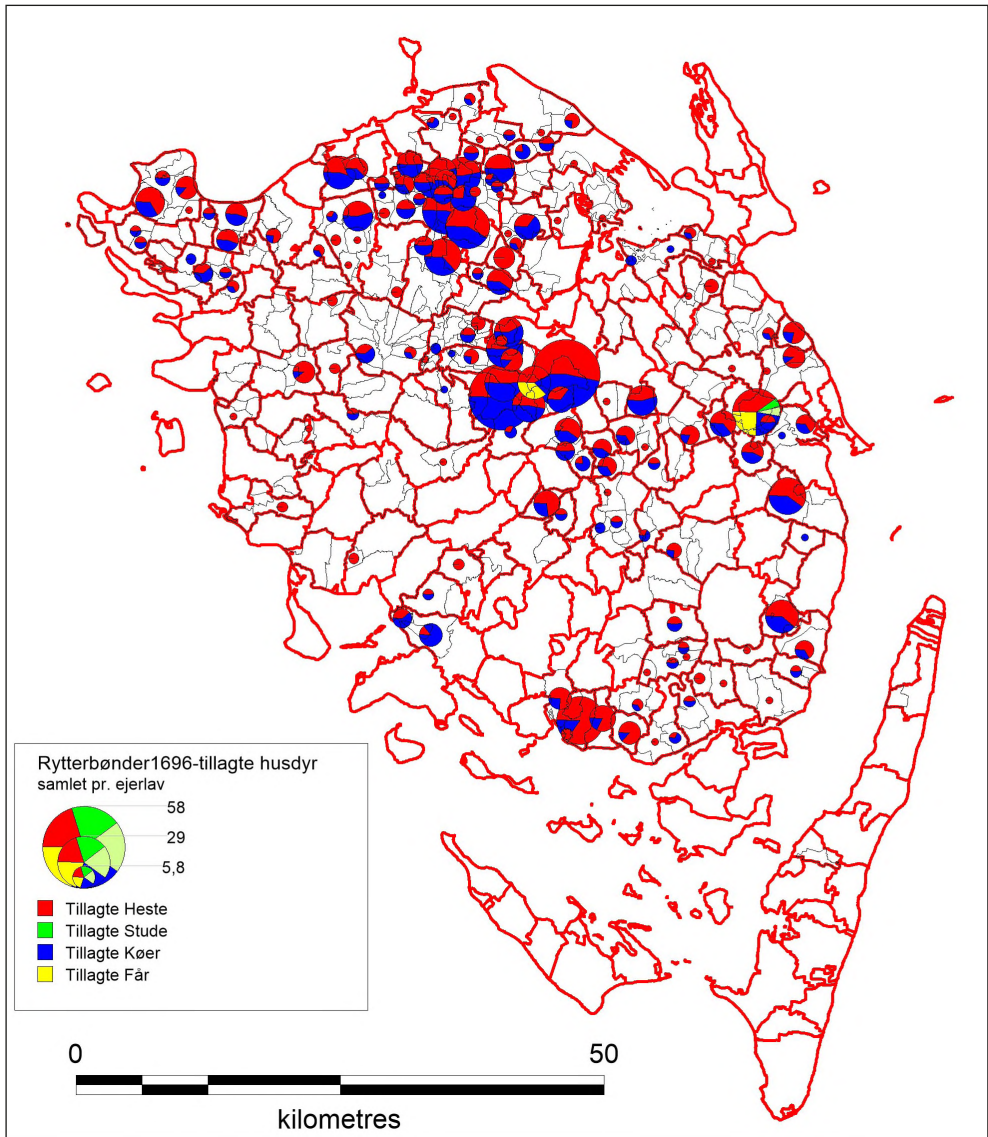 Rytterbønder1696-tillagte husdyr
samlet pr. ejerlav
58
29
5,8
Tillagte Heste
Tillagte Stude
Tillagte Køer
Tillagte Får
0 50
kilometres